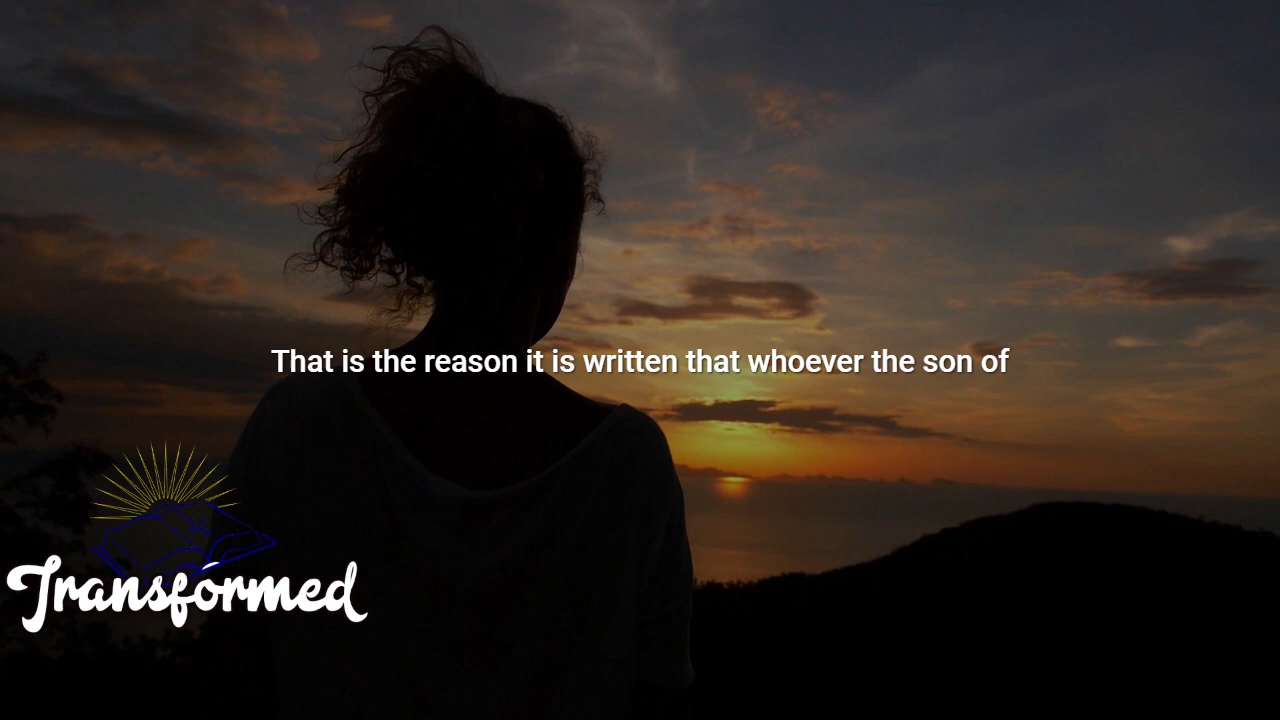 That is the reason it is written that whoever the son of
Transformed